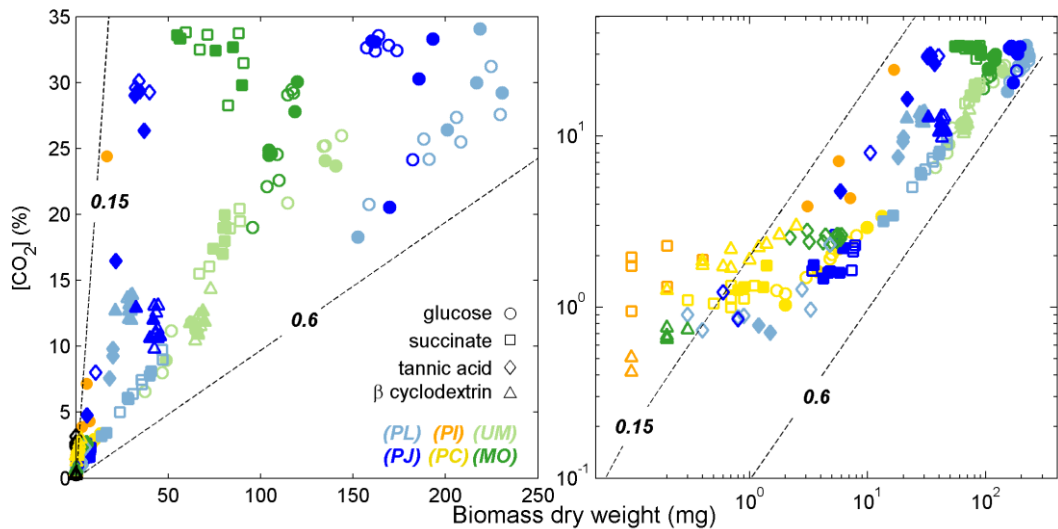 35
30
25
20
15
10
5
0
[CO2] (%)
50 100 150 200 250
0.15
0.6
glucose
succinate
tannic acid
β cyclodextrin
(PL) (PI) (UM)
(PJ) (PC) (MO)
10^1
10^0
10^-1
10^0 10^1 10^2
0.15
0.6
Biomass dry weight (mg)